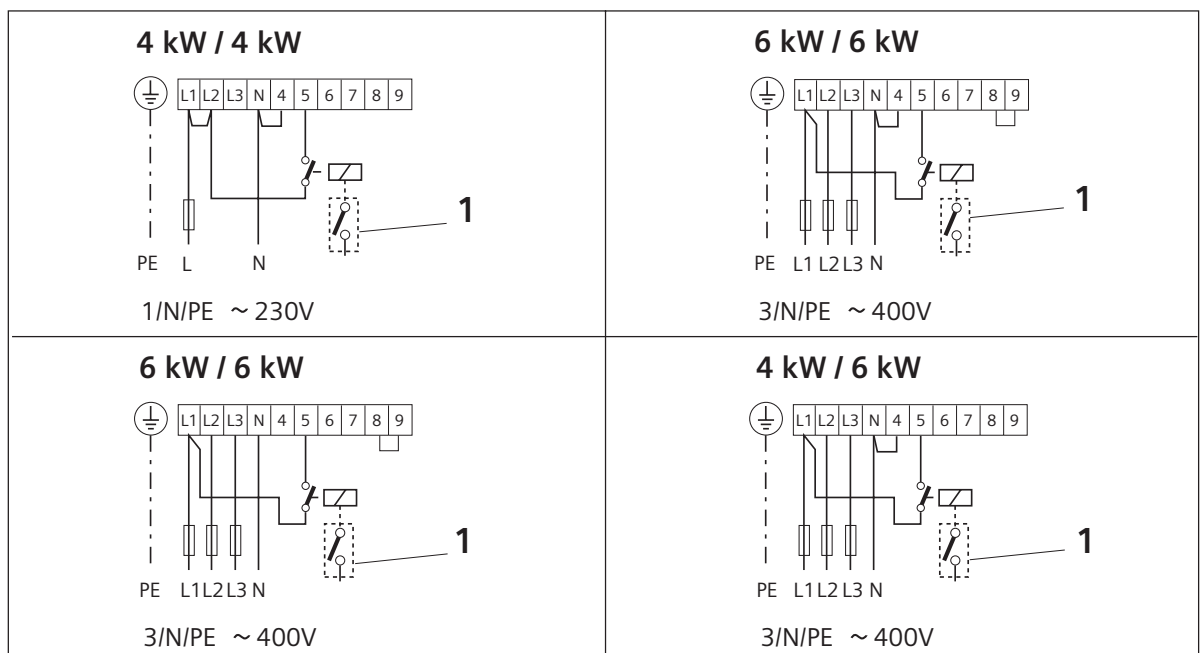 4 kW / 4 kW
L1 L2 L3 N 4 5 6 7 8 9
1
PE L N
1/N/PE ~ 230V
6 kW / 6 kW
L1 L2 L3 N 4 5 6 7 8 9
1
PE L1 L2 L3 N
3/N/PE ~ 400V
6 kW / 6 kW
L1 L2 L3 N 4 5 6 7 8 9
1
PE L1 L2 L3 N
3/N/PE ~ 400V
4 kW / 6 kW
L1 L2 L3 N 4 5 6 7 8 9
1
PE L1 L2 L3 N
3/N/PE ~ 400V